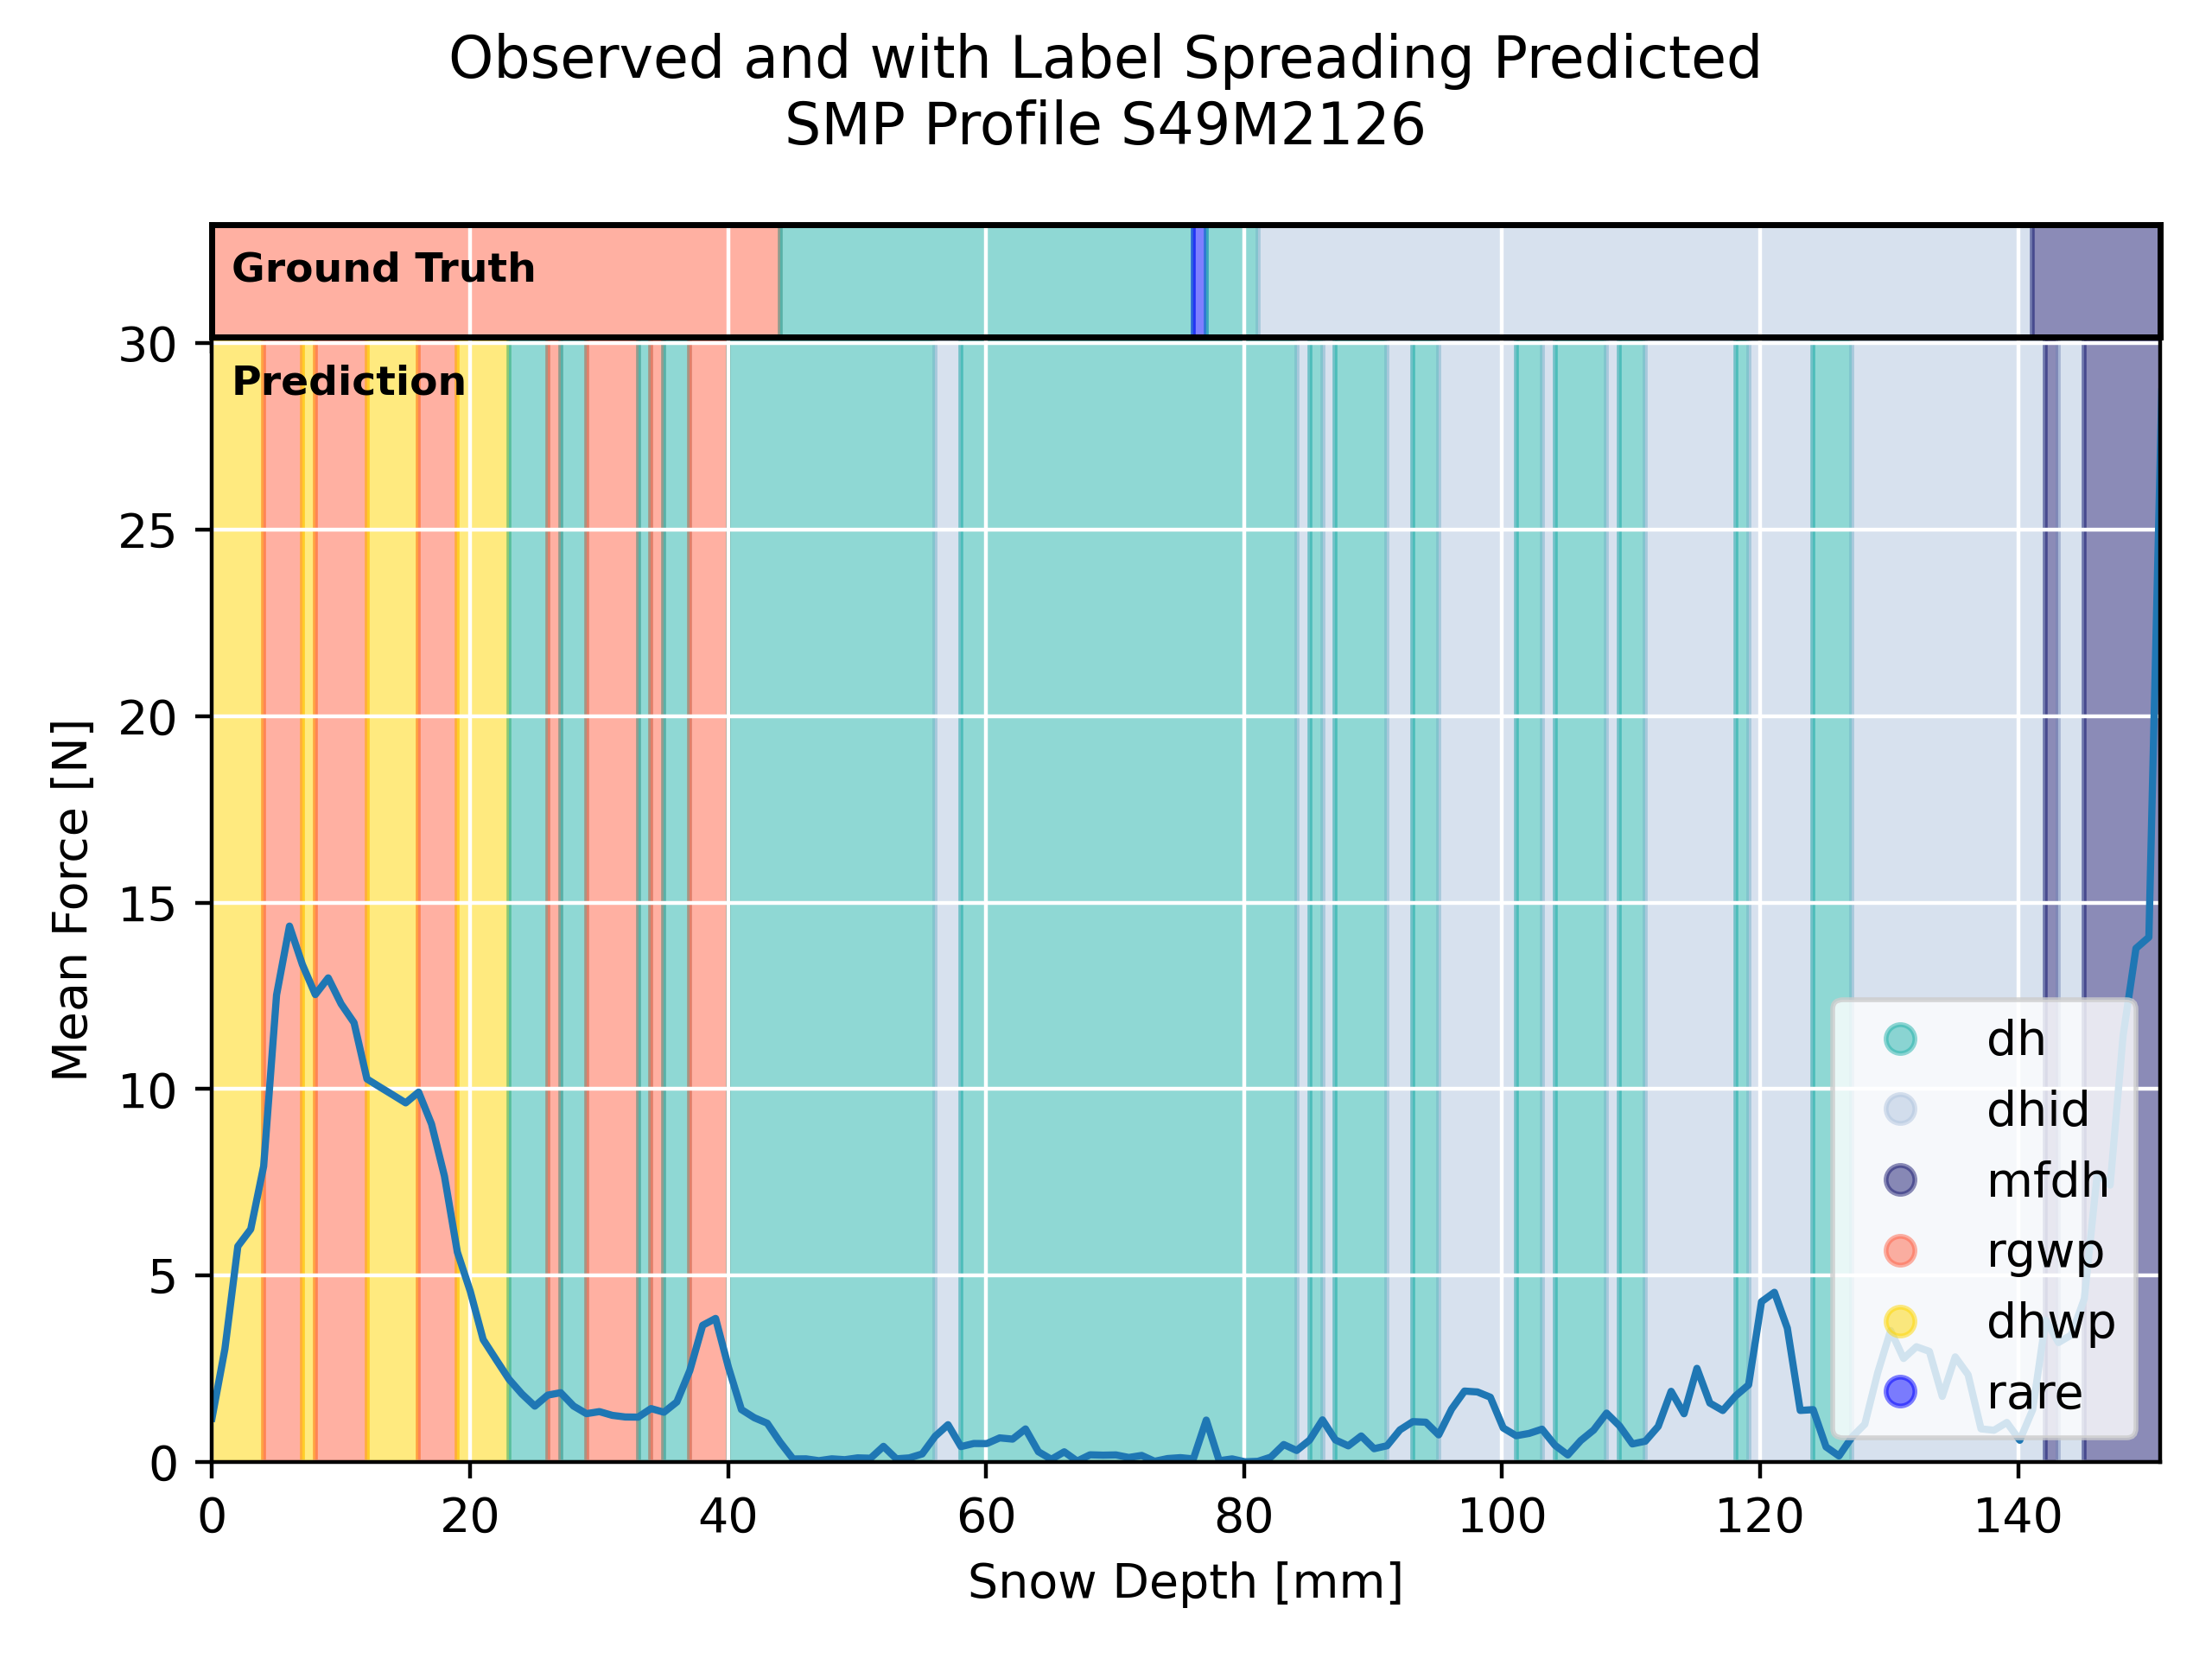 Observed and with Label Spreading Predicted
SMP Profile S49M2126
Ground Truth
Prediction
30
25
20
15
10
5
0
Mean Force [N]
dh
dhid
mfdh
rgwp
dhwp
rare
0 20 40 60 80 100 120 140
Snow Depth [mm]